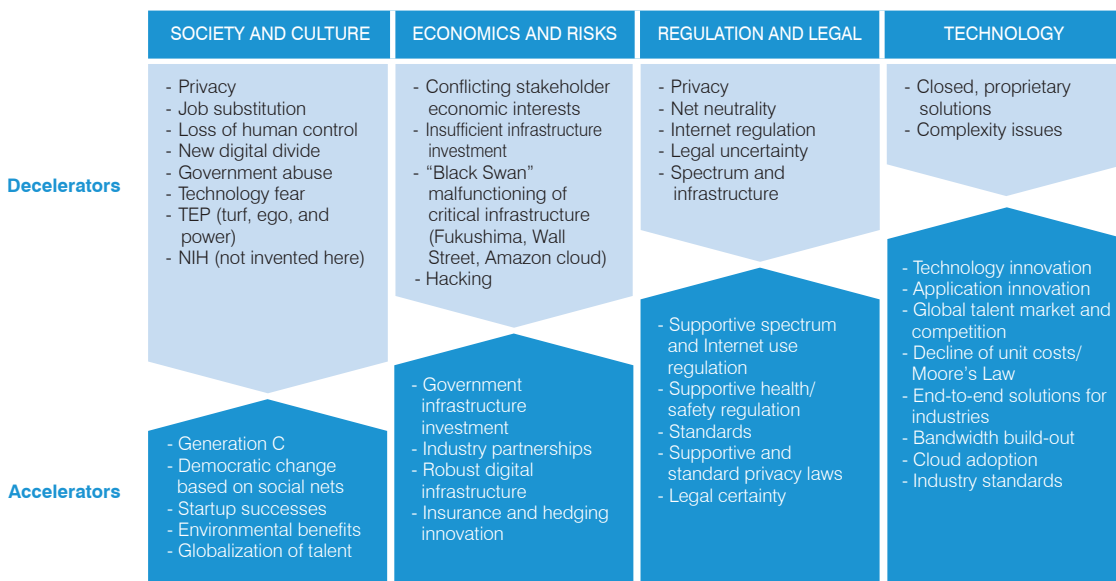 SOCIETY AND CULTURE
ECONOMICS AND RISKS
REGULATION AND LEGAL
TECHNOLOGY
Decelerators
- Privacy
- Job substitution
- Loss of human control
- New digital divide
- Government abuse
- Technology fear
- TEP (turf, ego, and
power)
- NIH (not invented here)
- Conflicting stakeholder
economic interests
- Insufficient infrastructure
investment
- “Black Swan”
malfunctioning of
critical infrastructure
(Fukushima, Wall
Street, Amazon cloud)
- Hacking
- Privacy
- Net neutrality
- Internet regulation
- Legal uncertainty
- Spectrum and
infrastructure
- Closed, proprietary
solutions
- Complexity issues
Accelerators
- Generation C
- Democratic change
based on social nets
- Startup successes
- Environmental benefits
- Globalization of talent
- Government
infrastructure
investment
- Industry partnerships
- Robust digital
infrastructure
- Insurance and hedging
innovation
- Supportive spectrum
and Internet use
regulation
- Supportive health/
safety regulation
- Standards
- Supportive and
standard privacy laws
- Legal certainty
- Technology innovation
- Application innovation
- Global talent market and
competition
- Decline of unit costs/
Moore’s Law
- End-to-end solutions for
industries
- Bandwidth build-out
- Cloud adoption
- Industry standards